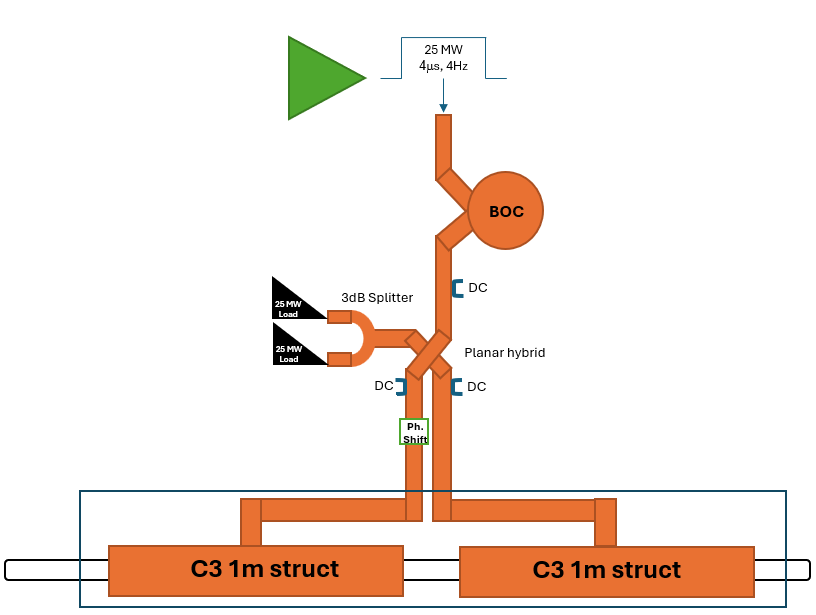 25 MW
4µs, 4Hz
BOC
DC
3dB Splitter
25 MW
Load
25 MW
Load
Planar hybrid
DC
DC
Ph.
Shift
C3 1m struct
C3 1m struct